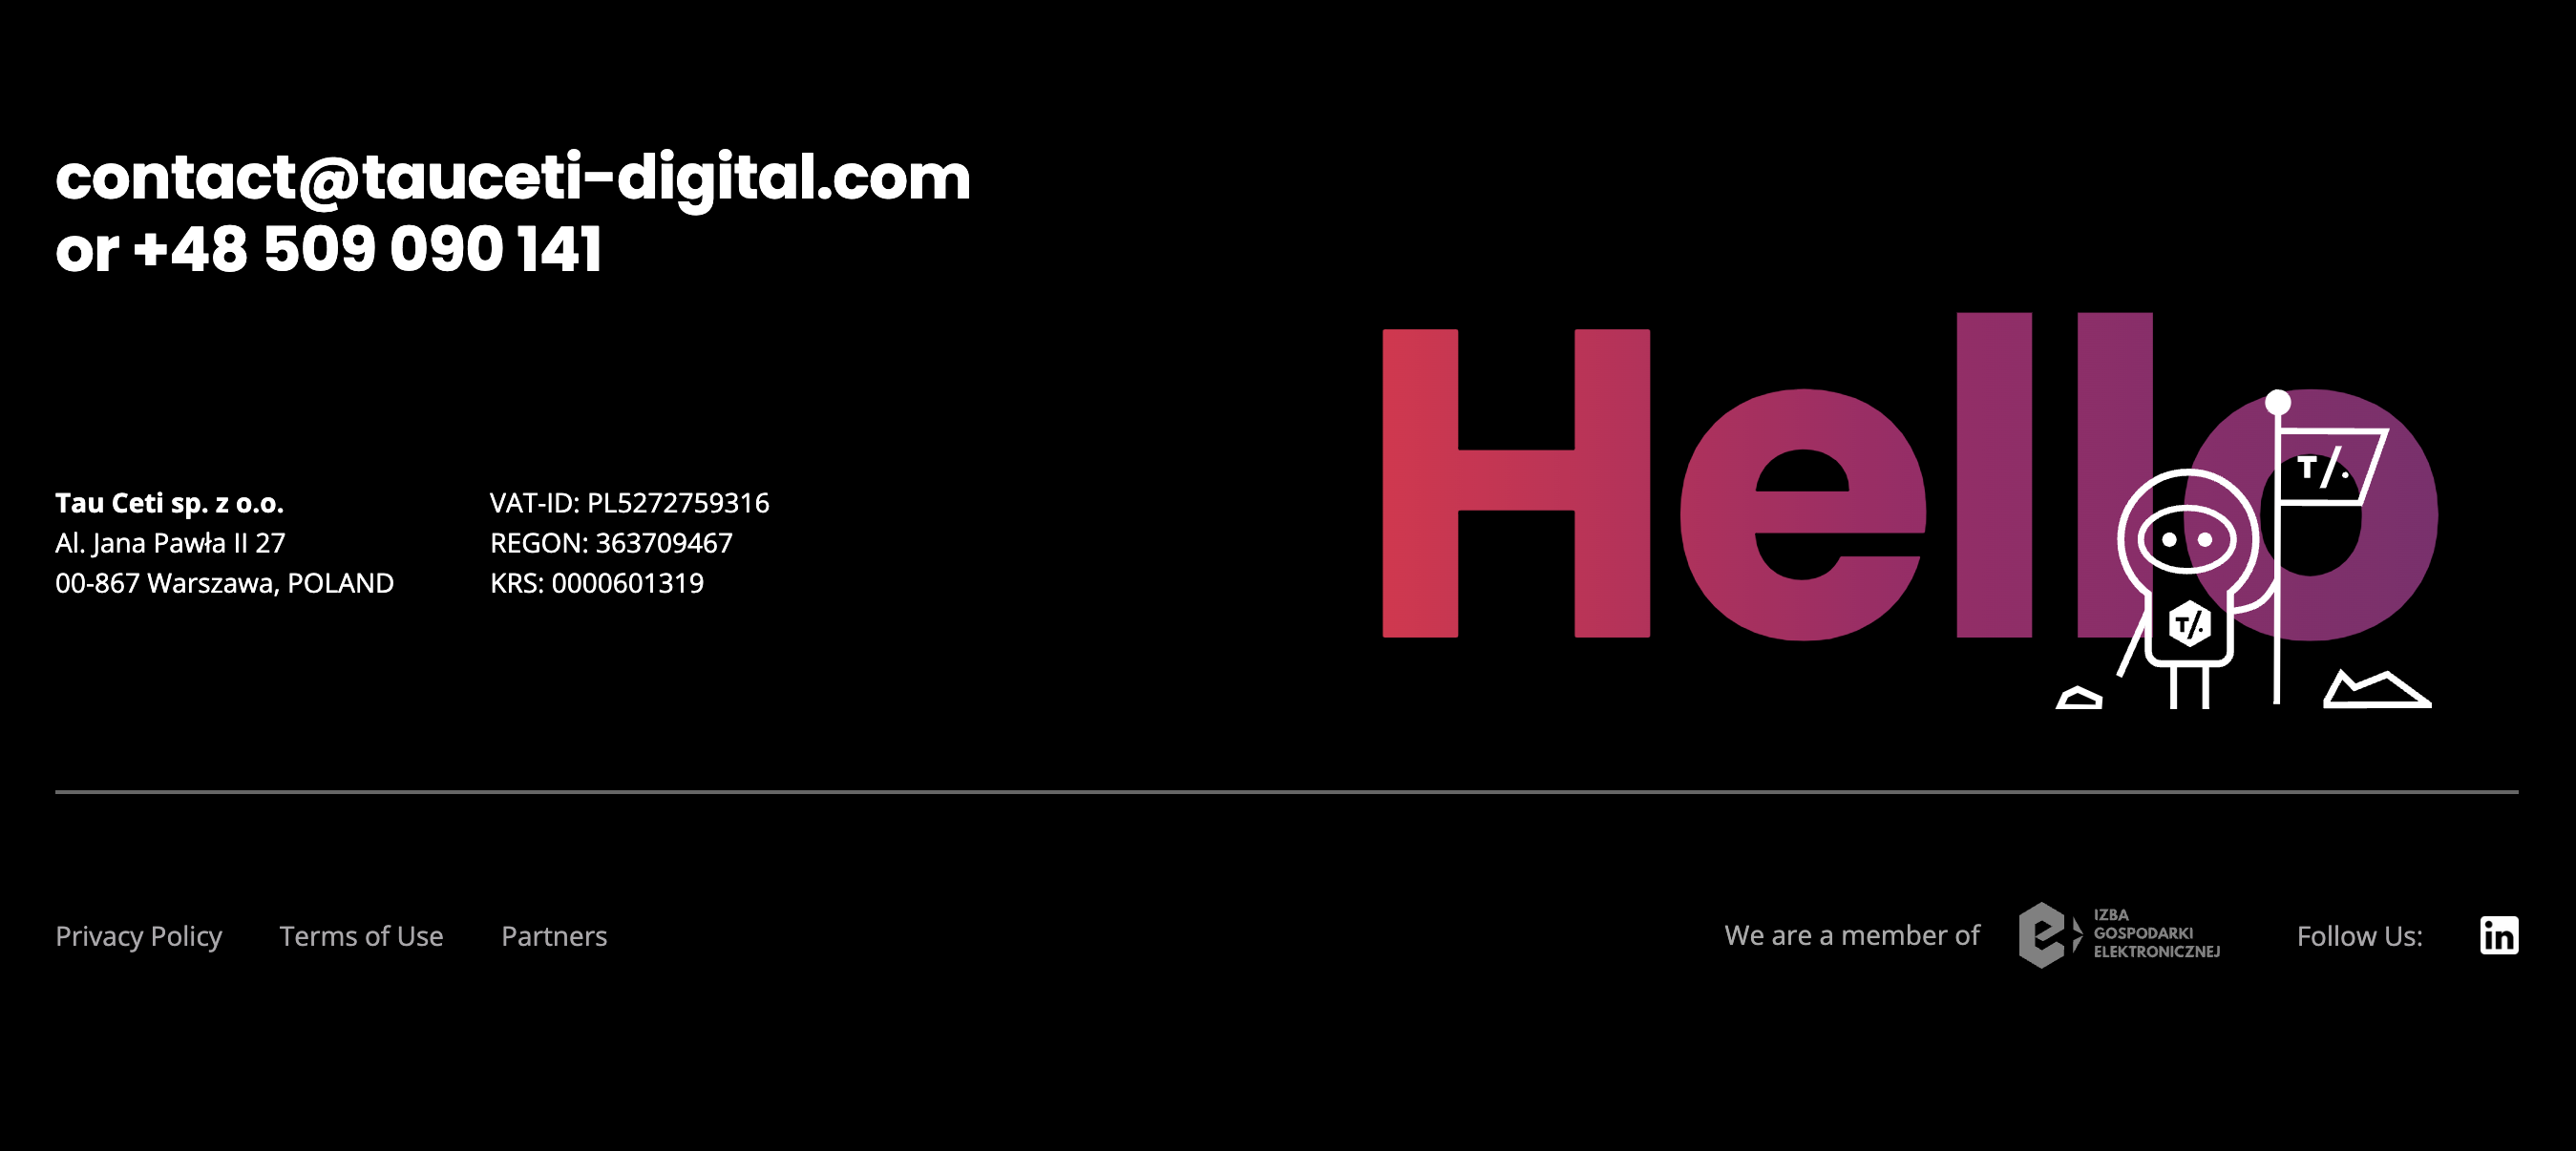 contact@tauceti-digital.com
or +48 509 090 141
Hello
T/.
T/.
Tau Ceti sp. z o.o.
Al. Jana Pawła II 27
00-867 Warszawa, POLAND
VAT-ID: PL5272759316
REGON: 363709467
KRS: 0000601319
Privacy Policy
Terms of Use
Partners
We are a member of
e
IZBA
GOSPODARKI
ELEKTRONICZNEJ
Follow Us:
in